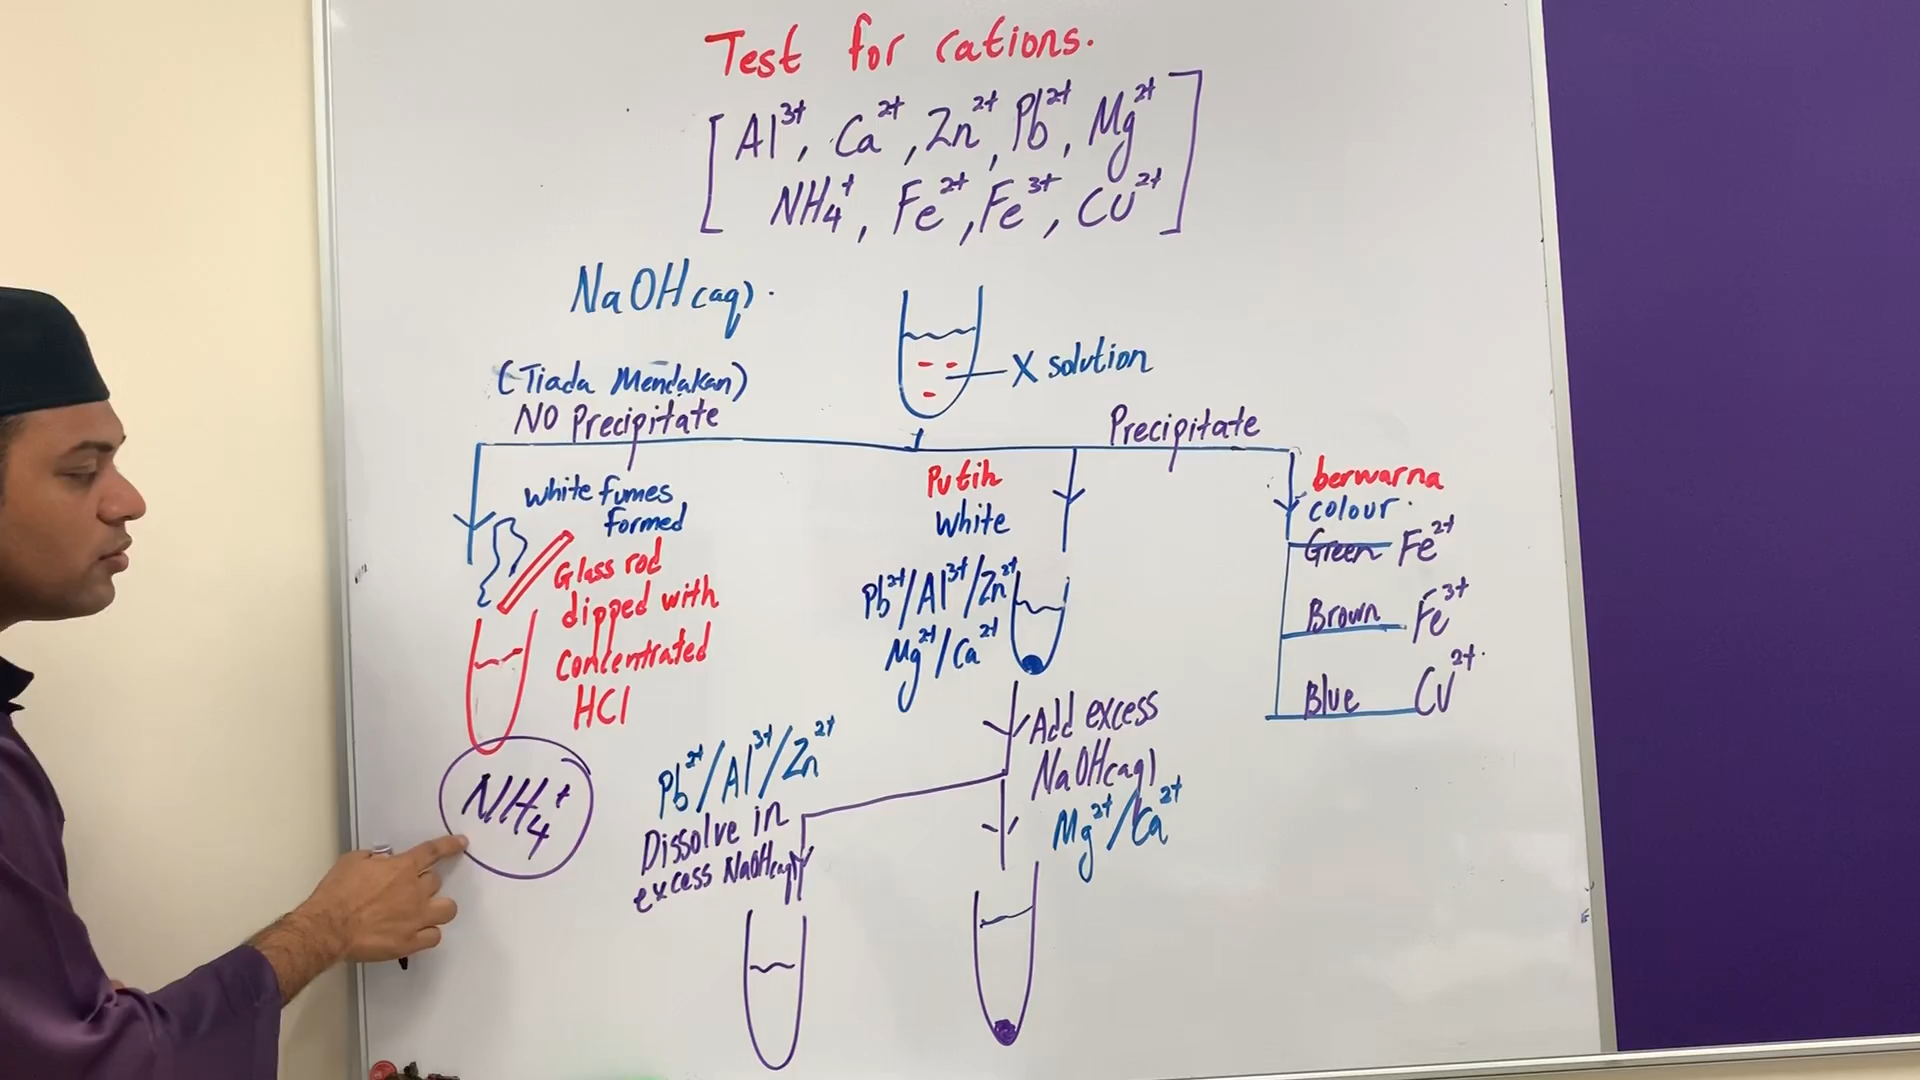 Test for cations.
[Al³⁺, Ca²⁺, Zn²⁺, Pb²⁺, Mg²⁺
NH₄⁺, Fe²⁺, Fe³⁺, Cu²⁺]
NaOH(aq).
X solution
(Tiada Mendakan)
NO Precipitate
Precipitate
White fumes
formed
Glass rod
dipped with
concentrated
HCl
NH₄⁺
Putih
White
Pb²⁺/Al³⁺/Zn²⁺
Mg²⁺/Ca²⁺
Add excess
NaOH(aq)
Pb²⁺/Al³⁺/Zn²⁺
Dissolve in
excess NaOH(aq)
Mg²⁺/Ca²⁺
berwarna
colour.
Green Fe²⁺
Brown Fe³⁺
Blue Cu²⁺.